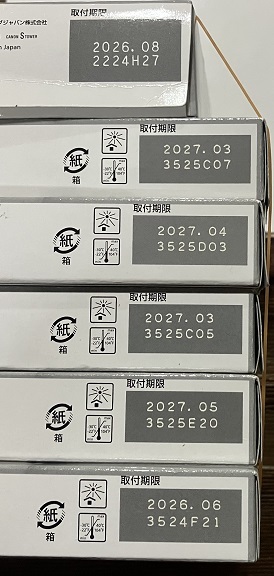 取付期限
ジャパン株式会社
CANON S TOWER
n Japan
2026. 08
2224H27
取付期限
2027. 03
3525C07
紙
箱
取付期限
2027. 04
3525D03
紙
箱
取付期限
2027. 03
3525C05
紙
箱
取付期限
2027. 05
3525E20
紙
箱
取付期限
2026. 06
3524F21
紙
箱